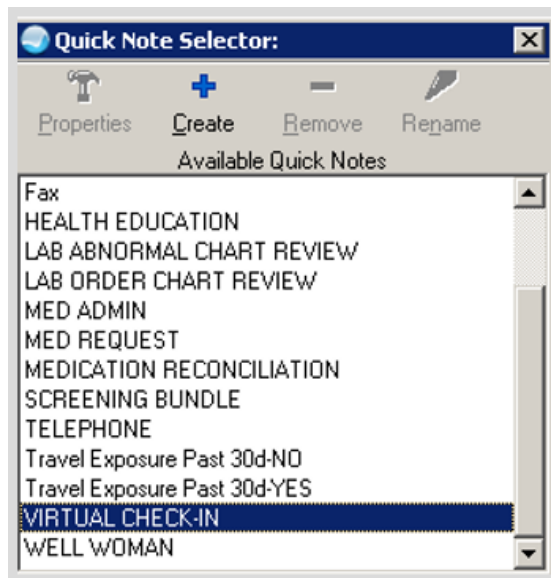 Quick Note Selector:
Properties Create Remove Rename
Available Quick Notes
Fax
HEALTH EDUCATION
LAB ABNORMAL CHART REVIEW
LAB ORDER CHART REVIEW
MED ADMIN
MED REQUEST
MEDICATION RECONCILIATION
SCREENING BUNDLE
TELEPHONE
Travel Exposure Past 30d-NO
Travel Exposure Past 30d-YES
VIRTUAL CHECK-IN
WELL WOMAN